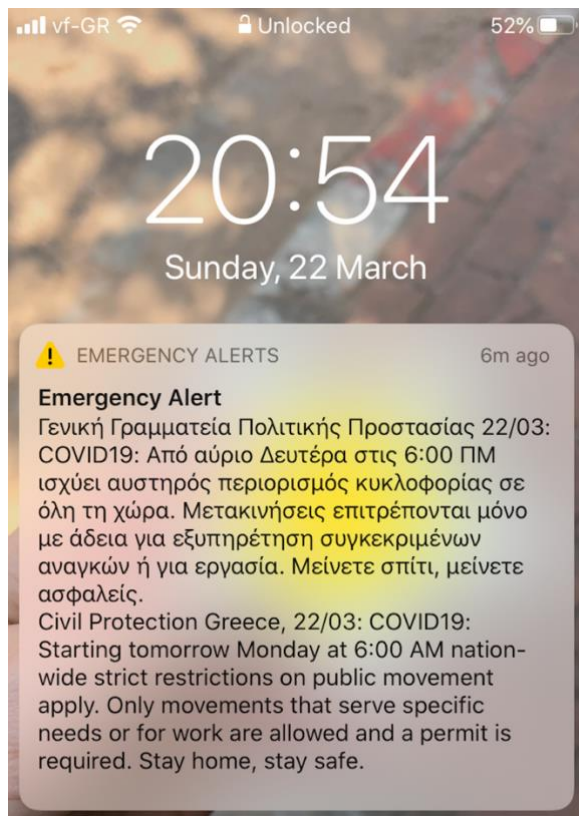 vf-GR Unlocked 52%
20:54
Sunday, 22 March
EMERGENCY ALERTS 6m ago
Emergency Alert
Γενική Γραμματεία Πολιτικής Προστασίας 22/03:
COVID19: Από αύριο Δευτέρα στις 6:00 ΠΜ
ισχύει αυστηρός περιορισμός κυκλοφορίας σε
όλη τη χώρα. Μετακινήσεις επιτρέπονται μόνο
με άδεια για εξυπηρέτηση συγκεκριμένων
αναγκών ή για εργασία. Μείνετε σπίτι, μείνετε
ασφαλείς.
Civil Protection Greece, 22/03: COVID19:
Starting tomorrow Monday at 6:00 AM nation-
wide strict restrictions on public movement
apply. Only movements that serve specific
needs or for work are allowed and a permit is
required. Stay home, stay safe.